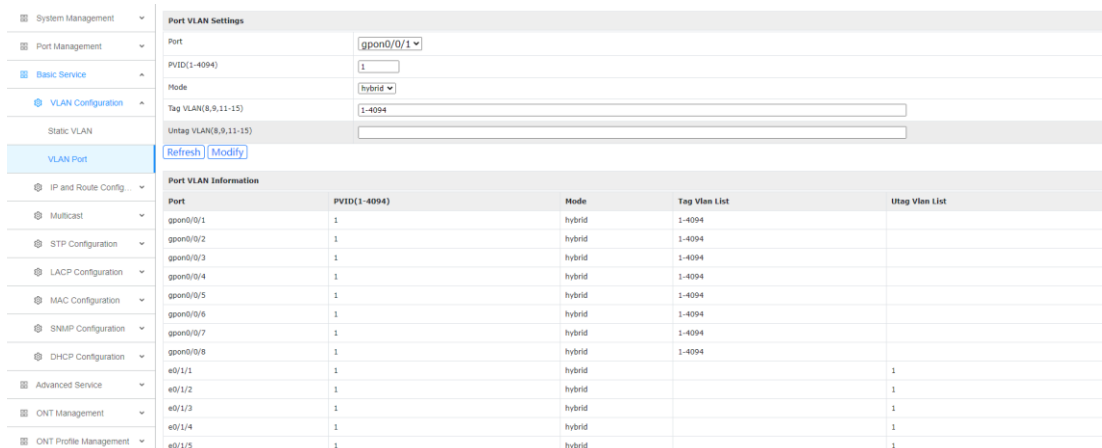 System Management
Port Management
Basic Service
VLAN Configuration
Static VLAN
VLAN Port
IP and Route Config...
Multicast
STP Configuration
LACP Configuration
MAC Configuration
SNMP Configuration
DHCP Configuration
Advanced Service
ONT Management
ONT Profile Management
Port VLAN Settings
Port gpon0/0/1
PVID(1-4094) 1
Mode hybrid
Tag VLAN(8,9,11-15) 1-4094
Untag VLAN(8,9,11-15)
Refresh Modify
Port VLAN Information
Port PVID(1-4094) Mode Tag Vlan List Utag Vlan List
gpon0/0/1 1 hybrid 1-4094
gpon0/0/2 1 hybrid 1-4094
gpon0/0/3 1 hybrid 1-4094
gpon0/0/4 1 hybrid 1-4094
gpon0/0/5 1 hybrid 1-4094
gpon0/0/6 1 hybrid 1-4094
gpon0/0/7 1 hybrid 1-4094
gpon0/0/8 1 hybrid 1-4094
e0/1/1 1 hybrid 1
e0/1/2 1 hybrid 1
e0/1/3 1 hybrid 1
e0/1/4 1 hybrid 1
e0/1/5 1 hybrid 1